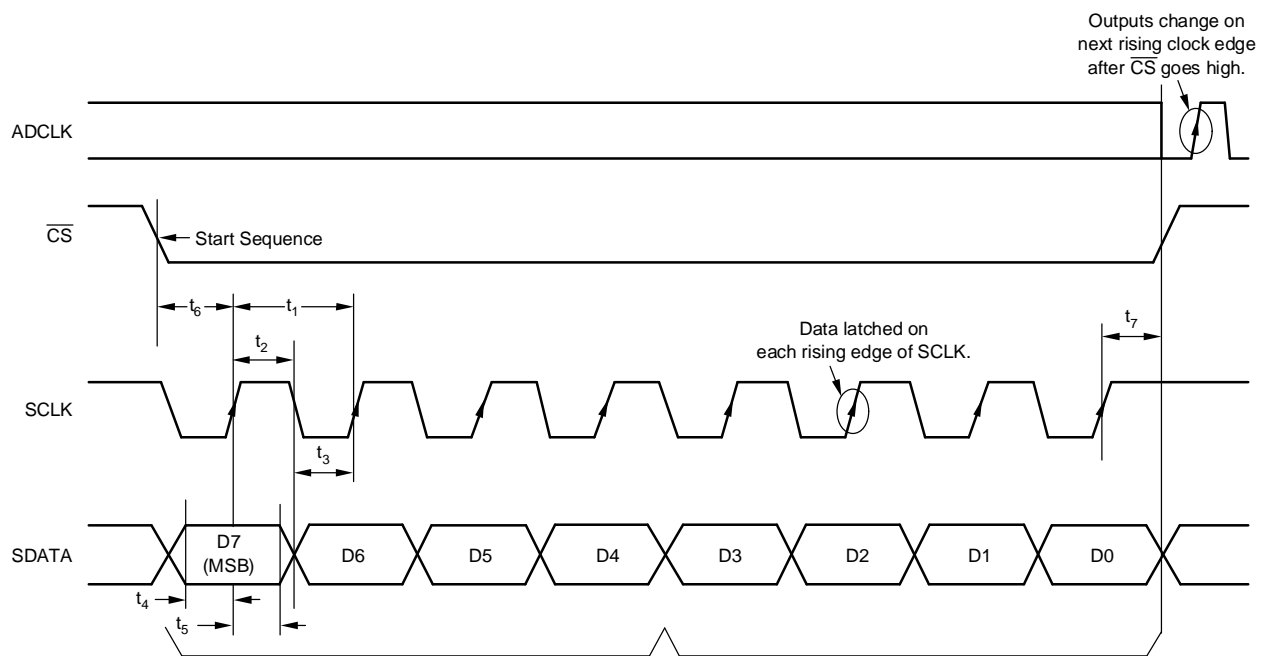 Outputs change on
next rising clock edge
after C̅S̅ goes high.
ADCLK
C̅S̅
Start Sequence
t6
t1
t2
Data latched on
each rising edge of SCLK.
t7
SCLK
t3
SDATA
D7
(MSB)
D6
D5
D4
D3
D2
D1
D0
t4
t5